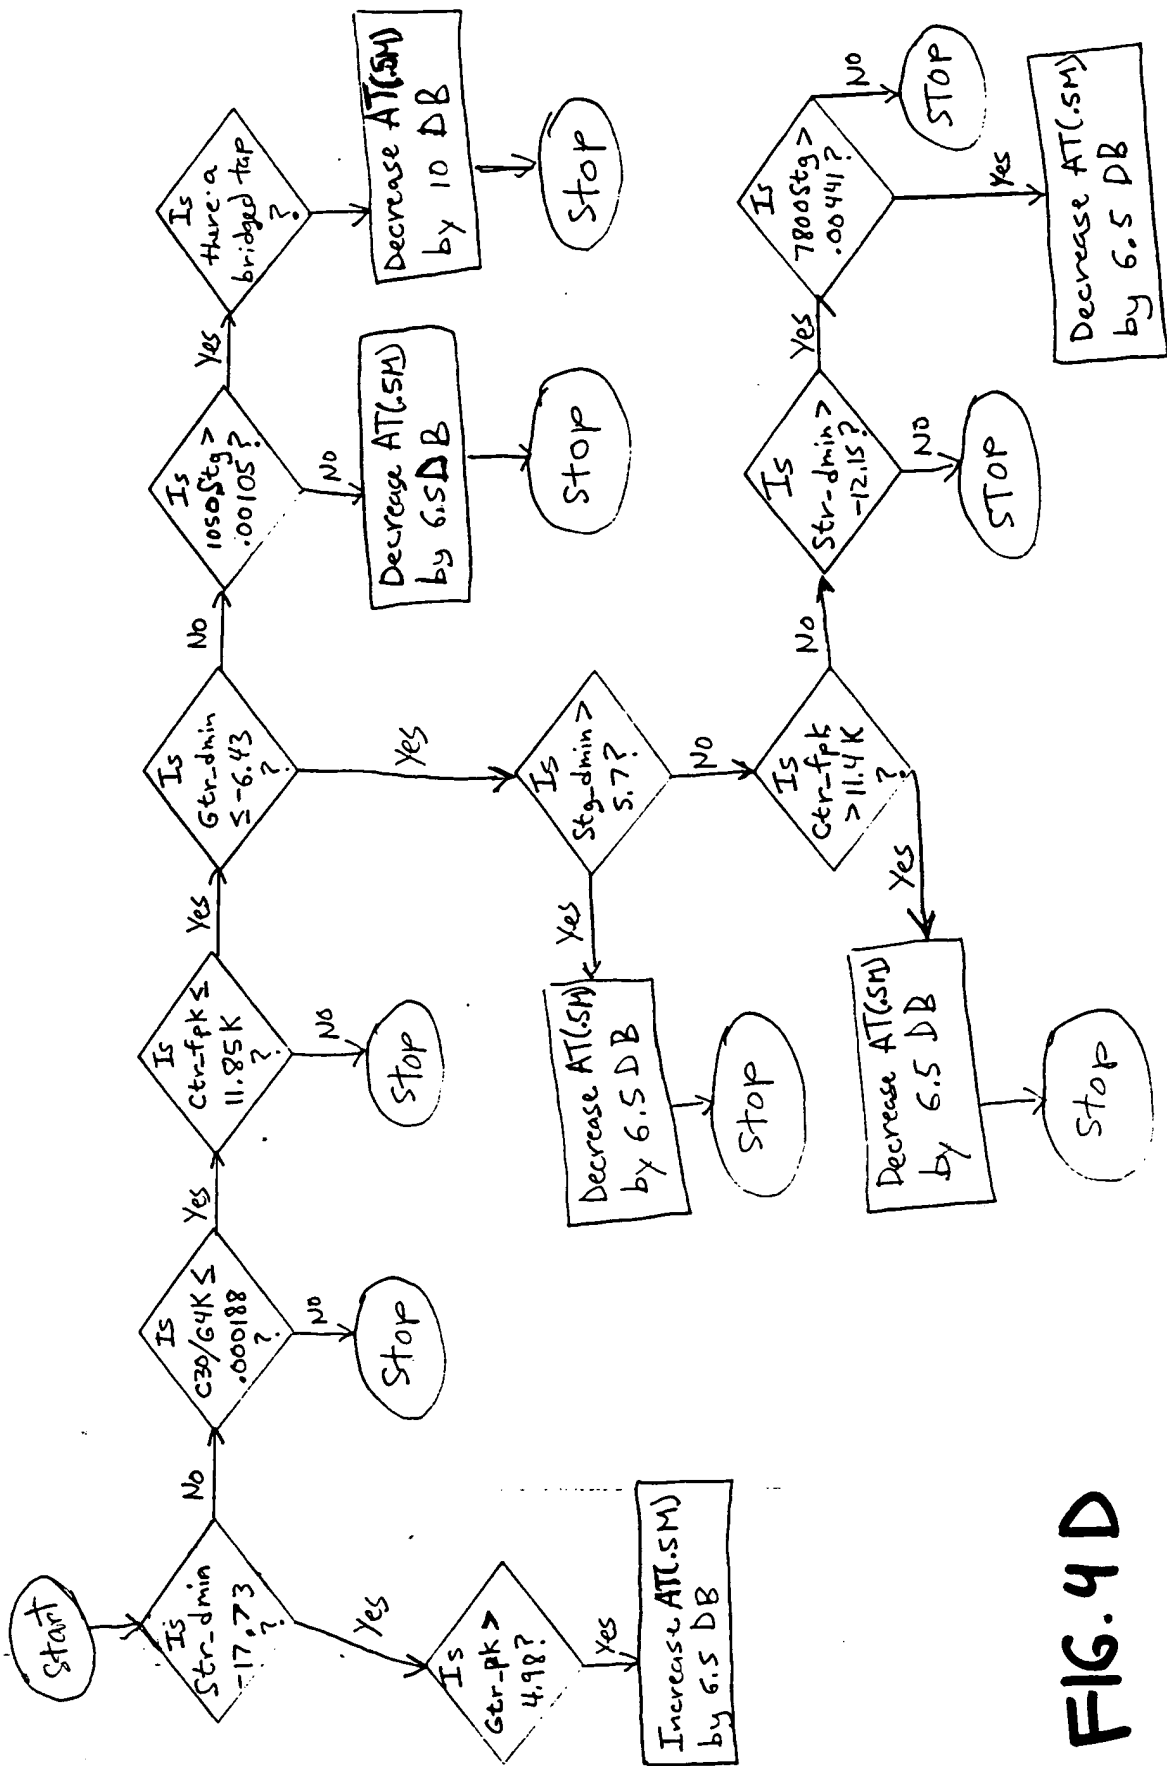 Start
Is
Str_dmin
-17.73
?
No
Yes
Is
Gtr_pk >
4.98?
Yes
Increase AT(.5M)
by 6.5 DB
Is
C30/64K ≤
.000188
?
Yes
No
Stop
Is
Ctr_fpk ≤
11.85K
?
Yes
No
Stop
Is
Gtr_dmin
≤ -6.43
?
No
Yes
Is
1050Stg >
.00105?
Yes
No
Decrease AT(.5M)
by 6.5DB
Stop
Is
there a
bridged tap
?
Decrease AT(.5M)
by 10 DB
Stop
Is
Stg_dmin >
5.7?
Yes
Decrease AT(.5M)
by 6.5 DB
Stop
No
Is
Ctr_fpk
> 11.4K
?
Yes
Decrease AT(.5M)
by 6.5 DB
Stop
No
Is
Str-dmin >
-12.15?
No
STOP
Yes
Is
7800Stg >
.00441?
No
STOP
Yes
Decrease AT(.5M)
by 6.5 DB
FIG. 4D